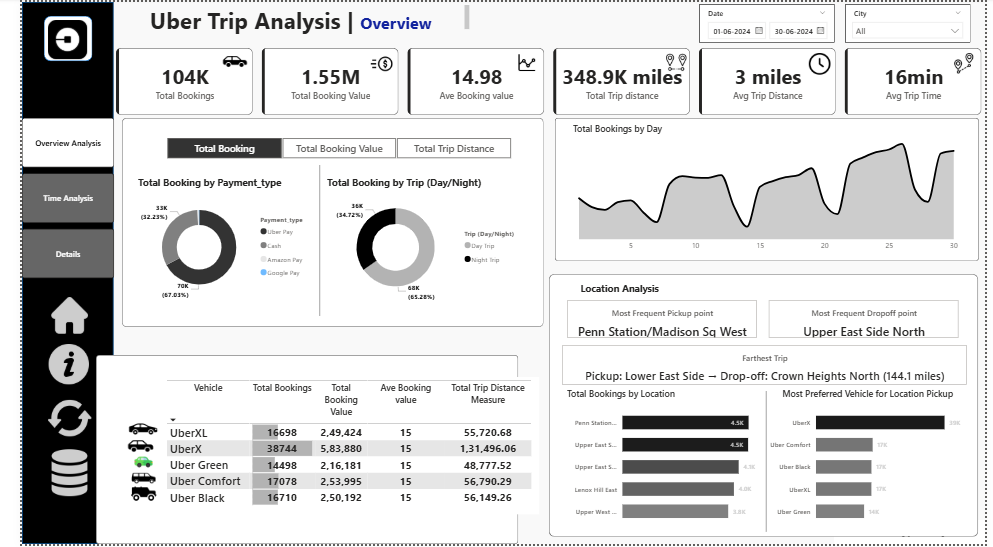 Uber Trip Analysis | Overview
Date
01-06-2024 30-06-2024
City
All
104K
Total Bookings
1.55M
Total Booking Value
14.98
Ave Booking value
348.9K miles
Total Trip distance
3 miles
Avg Trip Distance
16min
Avg Trip Time
Overview Analysis
Time Analysis
Details
Total Booking Total Booking Value Total Trip Distance
Total Booking by Payment_type
33K
(32.23%)
70K
(67.03%)
Payment_type
Uber Pay
Cash
Amazon Pay
Google Pay
Total Booking by Trip (Day/Night)
36K
(34.72%)
68K
(65.28%)
Trip (Day/Night)
Day Trip
Night Trip
Total Bookings by Day
5 10 15 20 25 30
Location Analysis
Most Frequent Pickup point
Penn Station/Madison Sq West
Most Frequent Dropoff point
Upper East Side North
Farthest Trip
Pickup: Lower East Side → Drop-off: Crown Heights North (144.1 miles)
Total Bookings by Location
Penn Station... 4.5K
Upper East S... 4.5K
Upper East S... 4.1K
Lenox Hill East 4.0K
Upper West ... 3.8K
Most Preferred Vehicle for Location Pickup
UberX
Uber Comfort 17K
Uber Black 17K
UberXL 17K
Uber Green 14K
Vehicle Total Bookings Total Booking Value Ave Booking value Total Trip Distance Measure
UberXL 16698 2,49,424 15 55,720.68
UberX 38744 5,83,880 15 1,31,496.06
Uber Green 14498 2,16,181 15 48,777.52
Uber Comfort 17078 2,53,995 15 56,790.29
Uber Black 16710 2,50,192 15 56,149.26